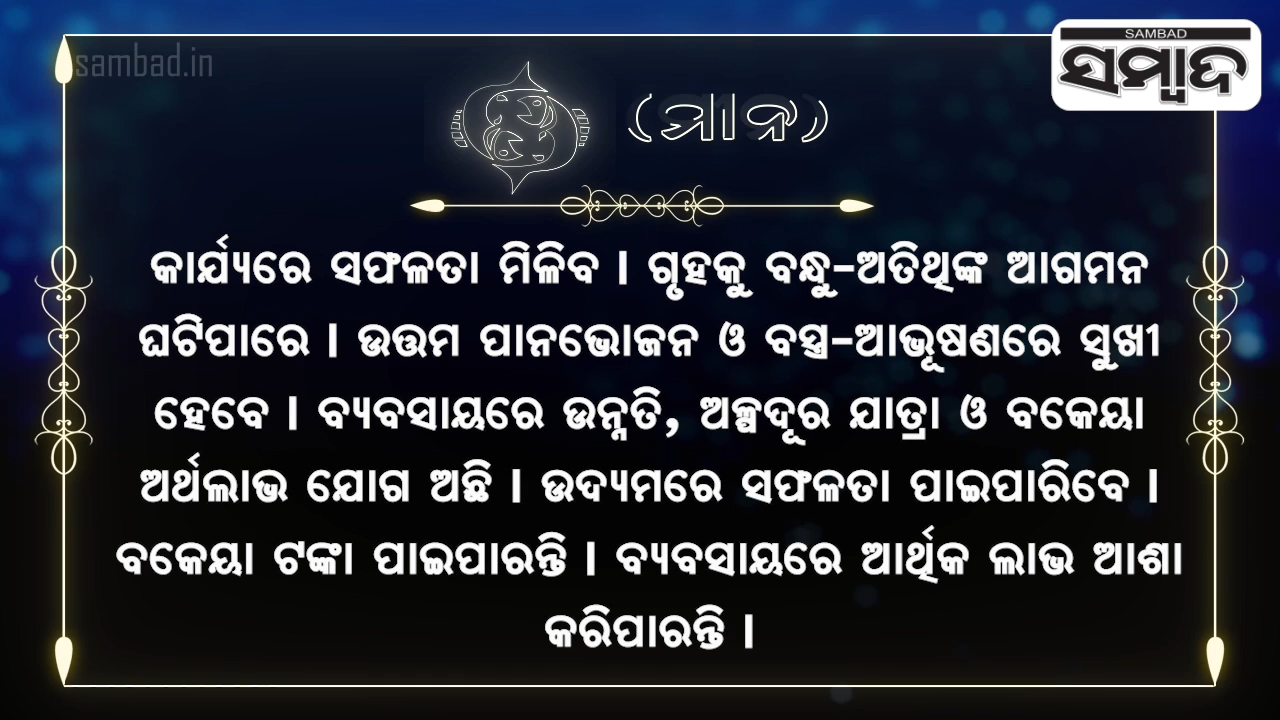 sambad.in
SAMBAD
ସମ୍ବାଦ
(ମୀନ)
କାର୍ଯ୍ୟରେ ସଫଳତା ମିଳିବ । ଗୃହକୁ ବନ୍ଧୁ-ଅତିଥିଙ୍କ ଆଗମନ
ଘଟିପାରେ । ଉତ୍ତମ ପାନଭୋଜନ ଓ ବସ୍ତ୍ର-ଆଭୂଷଣରେ ସୁଖୀ
ହେବେ । ବ୍ୟବସାୟରେ ଉନ୍ନତି, ଅଳ୍ପଦୂର ଯାତ୍ରା ଓ ବକେୟା
ଅର୍ଥଲାଭ ଯୋଗ ଅଛି । ଉଦ୍ୟମରେ ସଫଳତା ପାଇପାରିବେ ।
ବକେୟା ଟଙ୍କା ପାଇପାରନ୍ତି । ବ୍ୟବସାୟରେ ଆର୍ଥିକ ଲାଭ ଆଶା
କରିପାରନ୍ତି ।